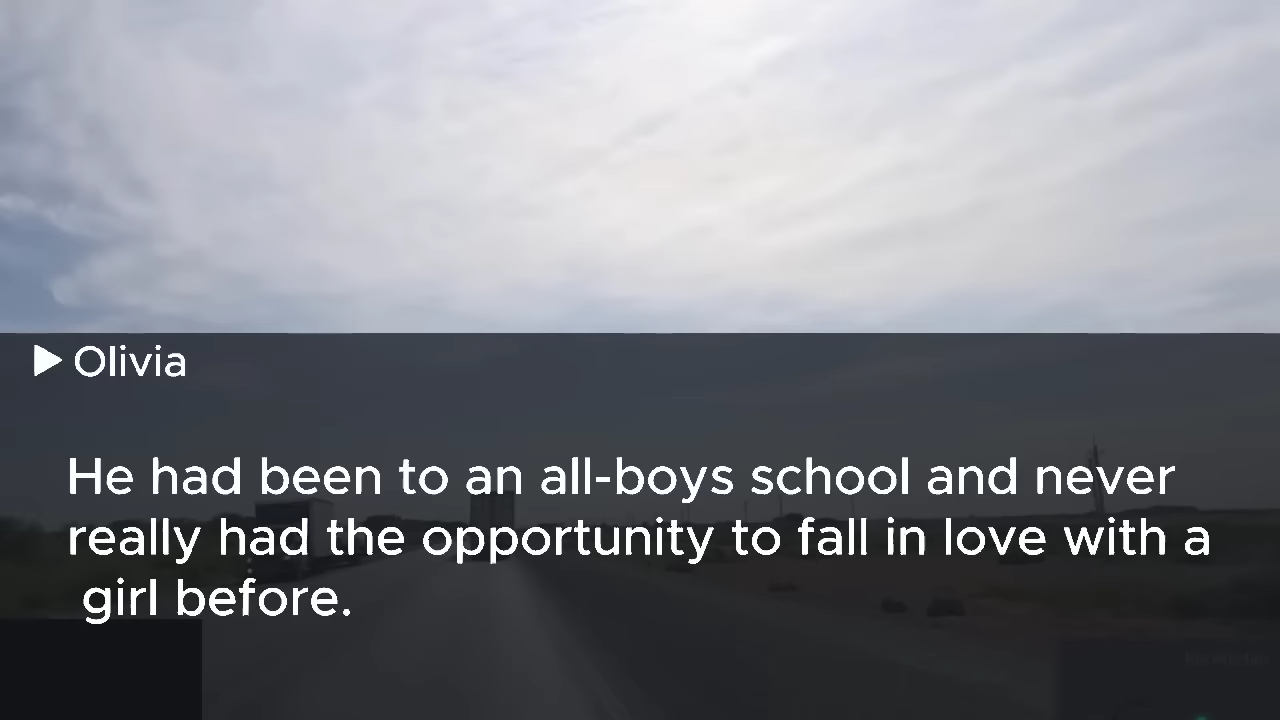 Olivia
He had been to an all-boys school and never
really had the opportunity to fall in love with a
girl before.